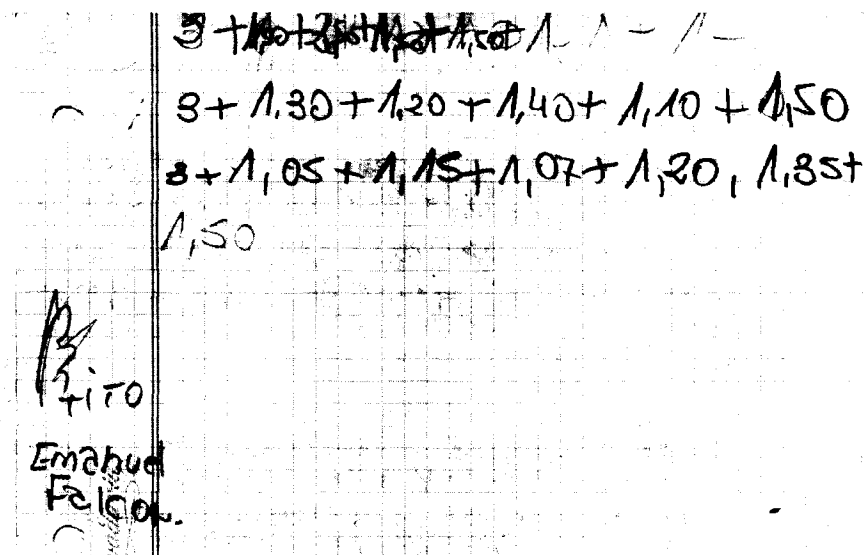 3 + 1,30 + 1,20 + 1,40 + 1,10 + 1,50
3 + 1,05 + 1,15 + 1,07 + 1,20, 1,35+
1,50
TiTO
Emanuel
Falcon.